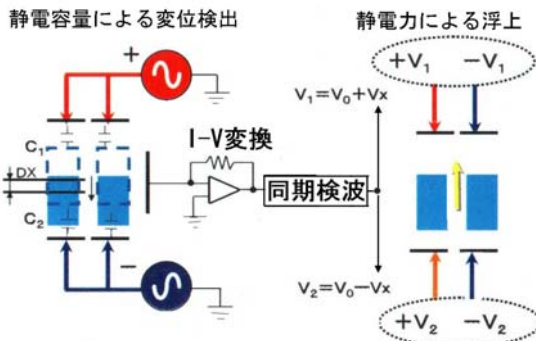 静電容量による変位検出
静電力による浮上
+
+V₁ −V₁
V₁=V₀+Vx
C₁
I-V変換
DX
同期検波
C₂
−
V₂=V₀−Vx
+V₂ −V₂